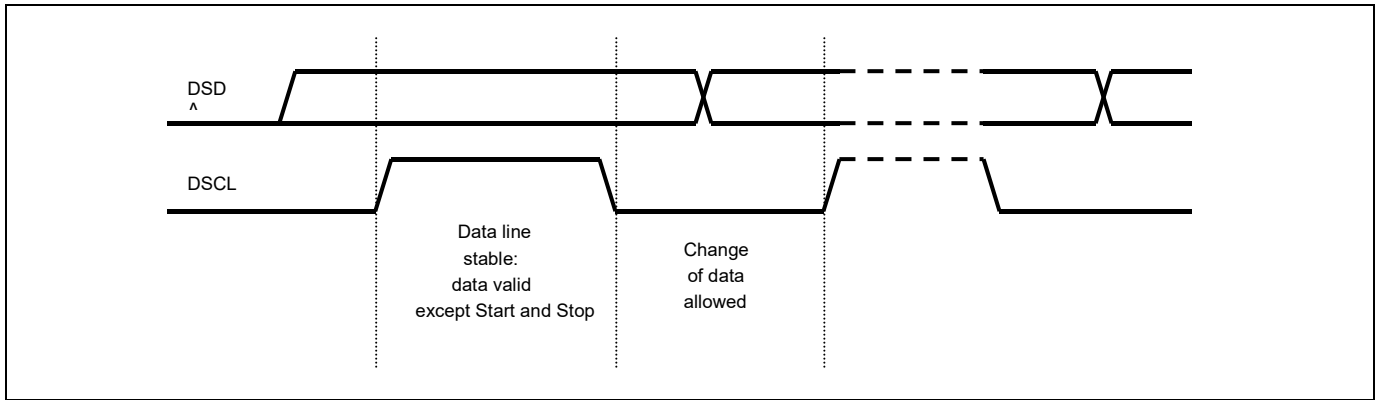 DSD
^
DSCL
Data line
stable:
data valid
except Start and Stop
Change
of data
allowed